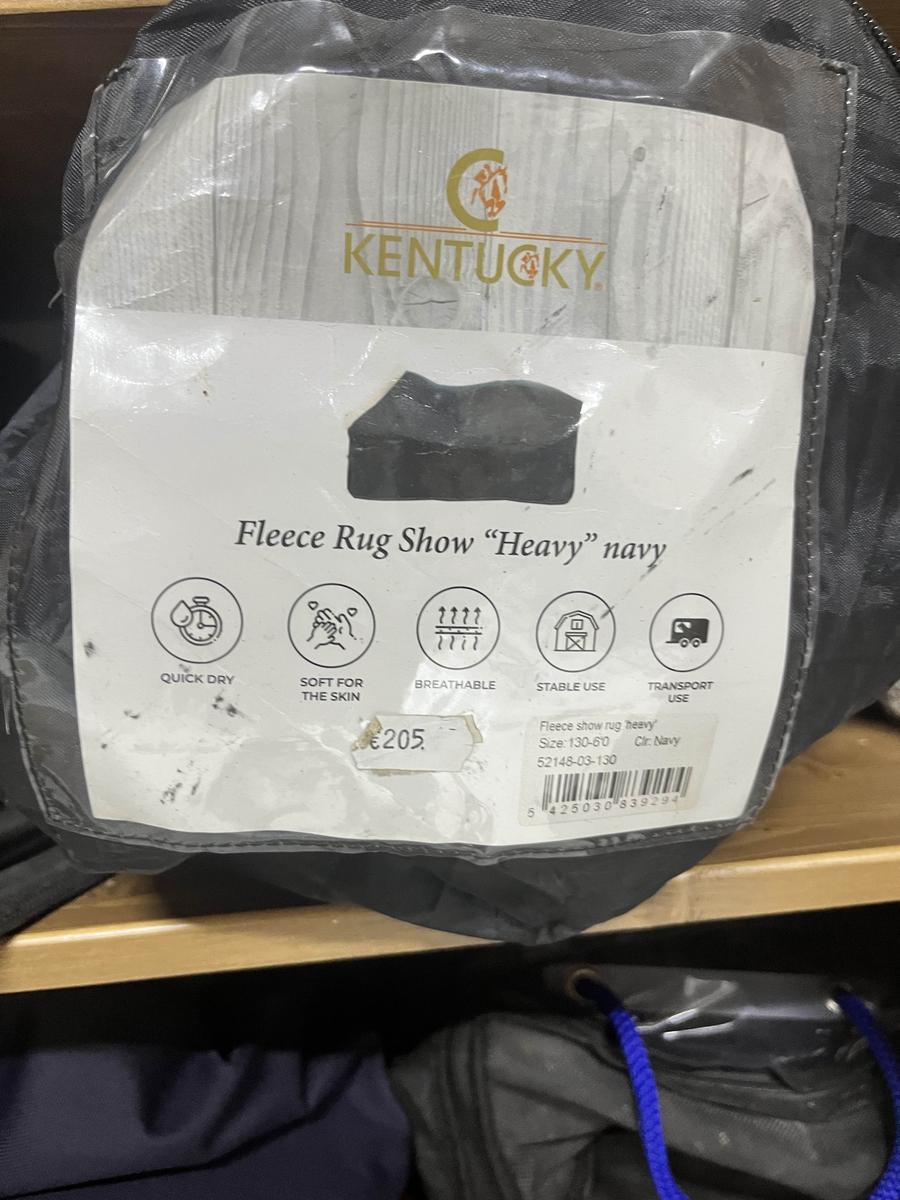 KENTUCKY®
Fleece Rug Show “Heavy” navy
QUICK DRY
SOFT FOR
THE SKIN
BREATHABLE
STABLE USE
TRANSPORT
USE
€205.
Fleece show rug 'heavy'
Size: 130-6'0 Clr: Navy
52148-03-130
5 425030 839294